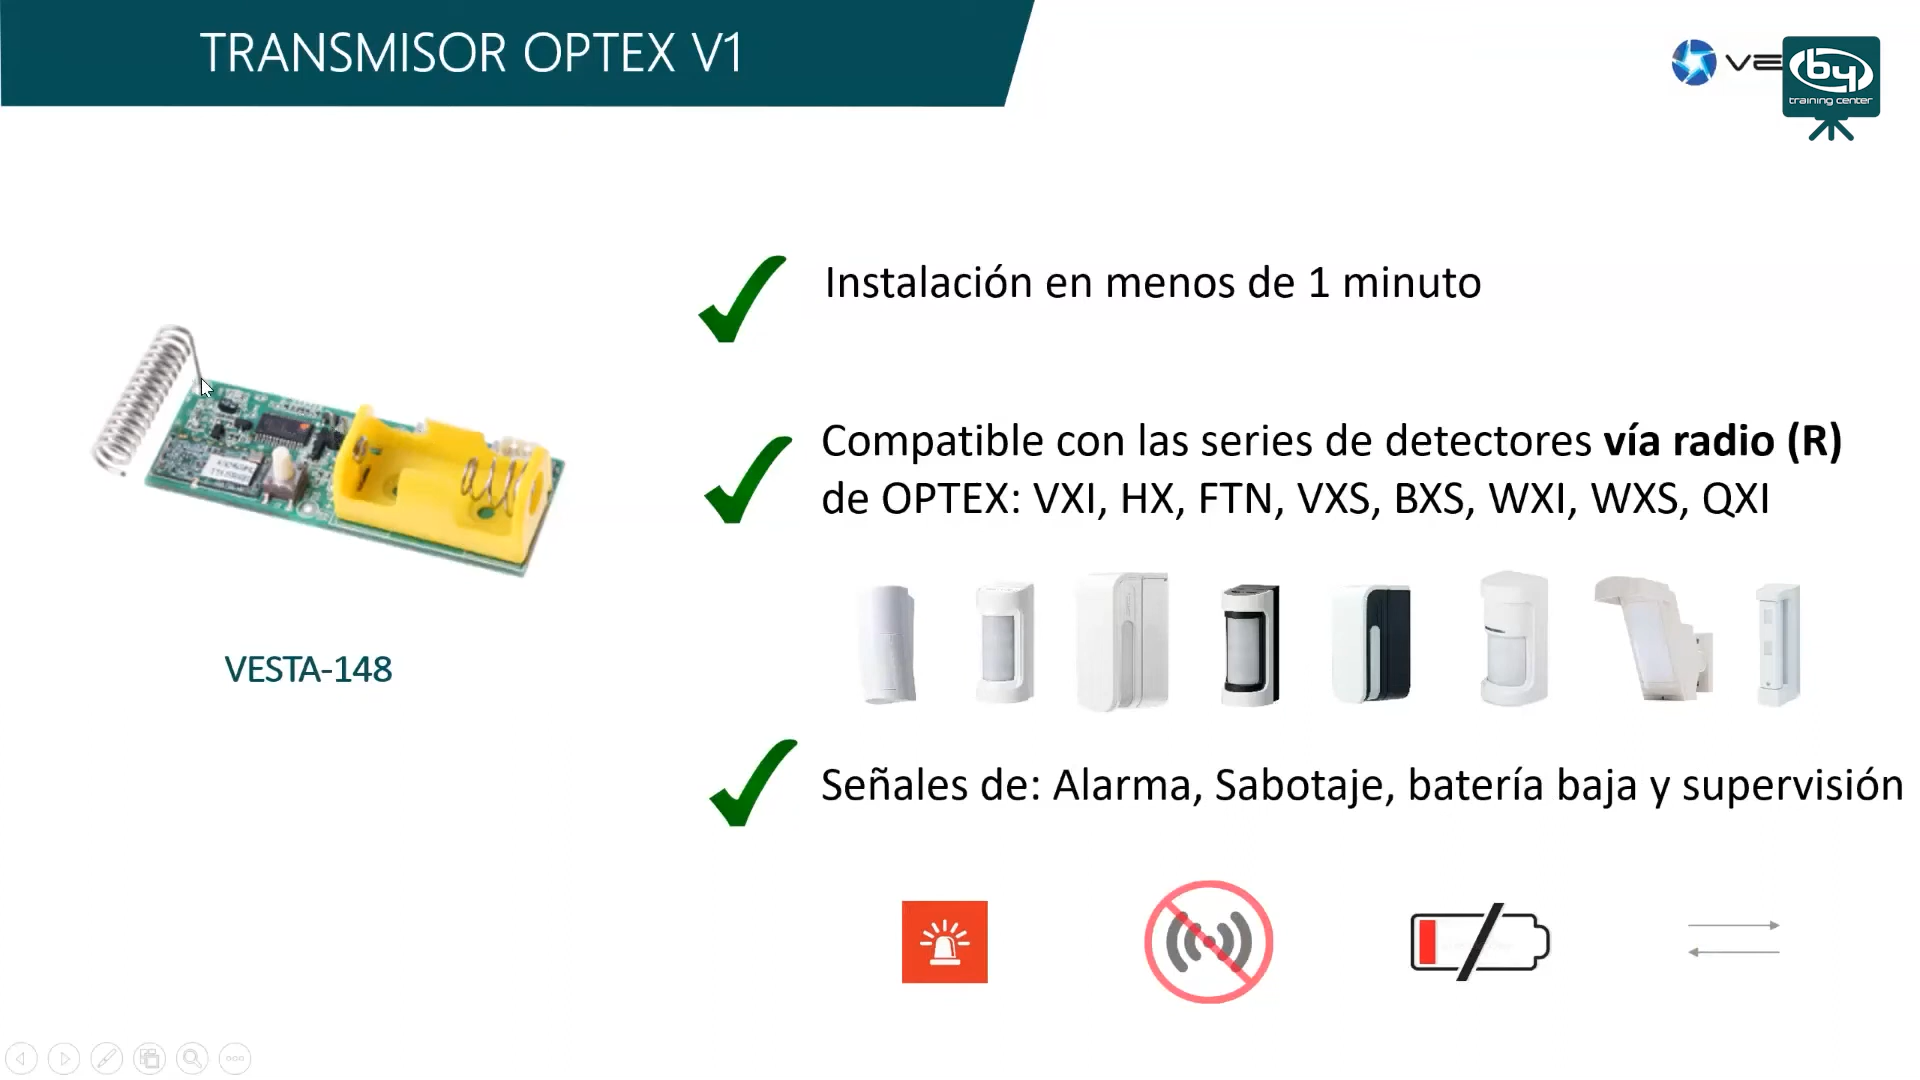 TRANSMISOR OPTEX V1
VE
by
training center
Instalación en menos de 1 minuto
Compatible con las series de detectores vía radio (R)
de OPTEX: VXI, HX, FTN, VXS, BXS, WXI, WXS, QXI
VESTA-148
Señales de: Alarma, Sabotaje, batería baja y supervisión